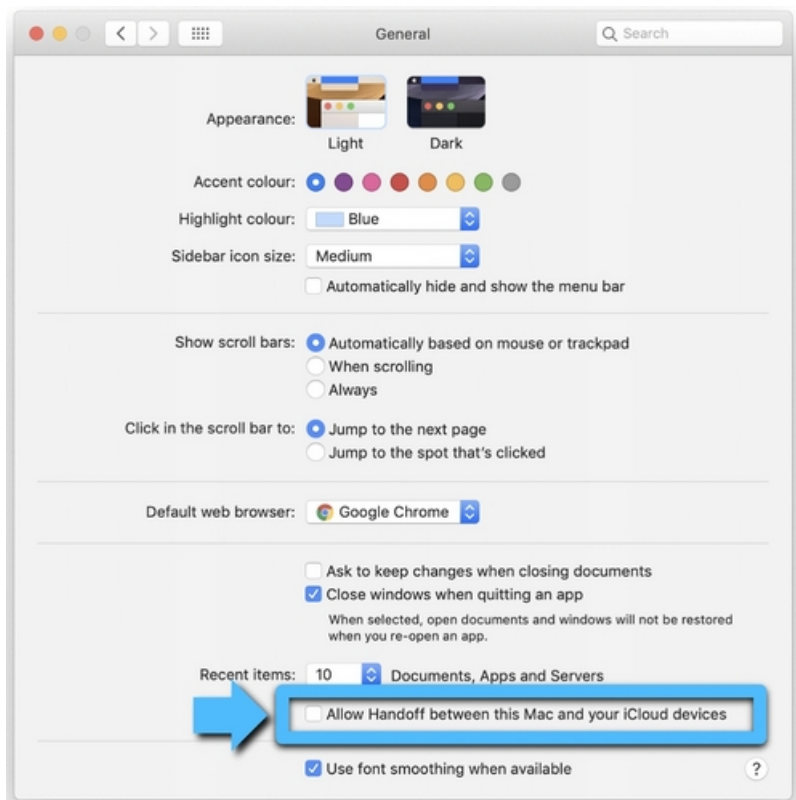 General
Search
Appearance:
Light
Dark
Accent colour:
Highlight colour: Blue
Sidebar icon size: Medium
Automatically hide and show the menu bar
Show scroll bars: Automatically based on mouse or trackpad
When scrolling
Always
Click in the scroll bar to: Jump to the next page
Jump to the spot that's clicked
Default web browser: Google Chrome
Ask to keep changes when closing documents
Close windows when quitting an app
When selected, open documents and windows will not be restored
when you re-open an app.
Recent items: 10 Documents, Apps and Servers
Allow Handoff between this Mac and your iCloud devices
Use font smoothing when available
?